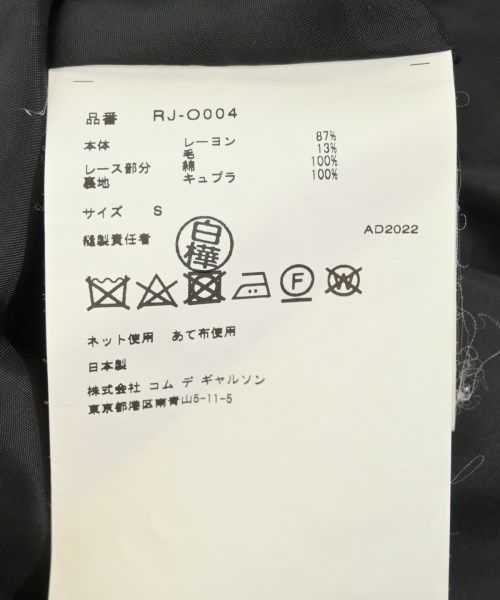 品番 RJ-O004
本体 レーヨン 87%
毛 13%
レース部分 綿 100%
裏地 キュプラ 100%
サイズ S
縫製責任者 白樺
AD2022
F W
ネット使用 あて布使用
日本製
株式会社 コム デ ギャルソン
東京都港区南青山5-11-5